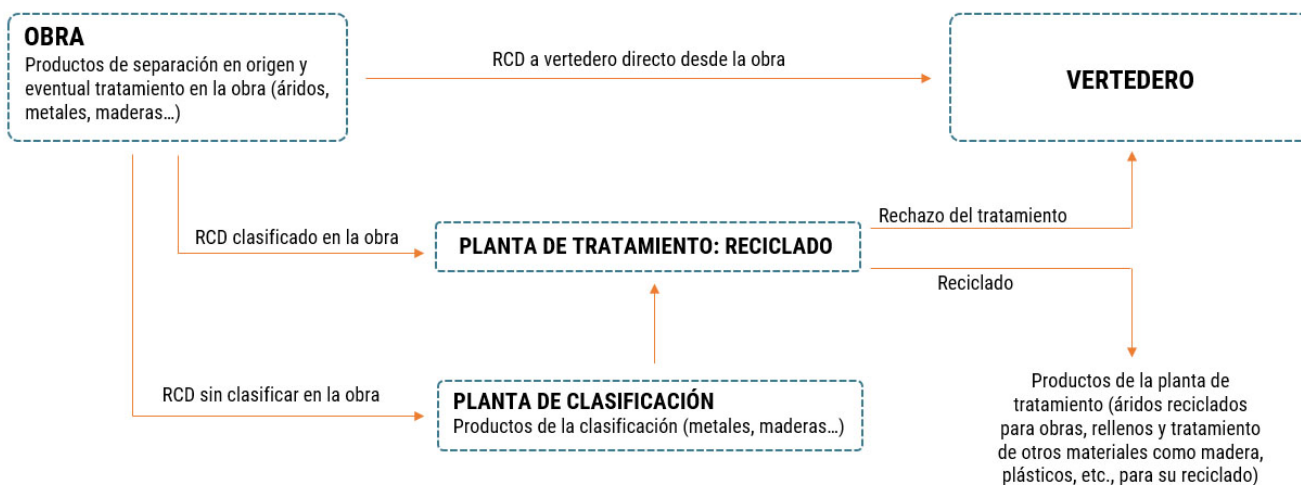 OBRA
Productos de separación en origen y
eventual tratamiento en la obra (áridos,
metales, maderas…)
RCD a vertedero directo desde la obra
VERTEDERO
RCD clasificado en la obra
PLANTA DE TRATAMIENTO: RECICLADO
Rechazo del tratamiento
Reciclado
RCD sin clasificar en la obra
PLANTA DE CLASIFICACIÓN
Productos de la clasificación (metales, maderas…)
Productos de la planta de
tratamiento (áridos reciclados
para obras, rellenos y tratamiento
de otros materiales como madera,
plásticos, etc., para su reciclado)